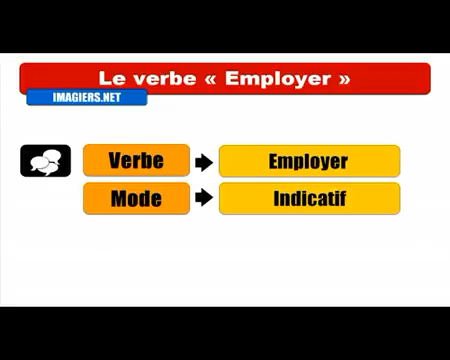 Le verbe « Employer »
IMAGIERS.NET
Verbe Employer
Mode Indicatif